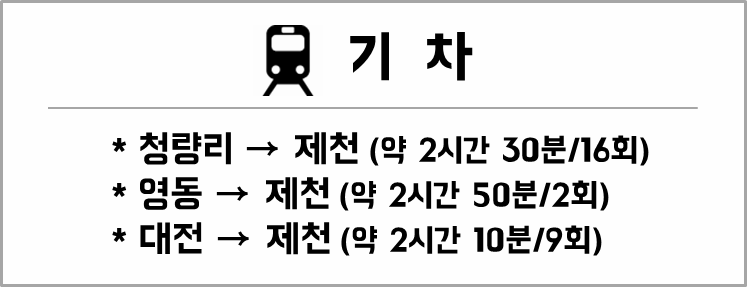 기 차
* 청량리 → 제천 (약 2시간 30분/16회)
* 영동 → 제천 (약 2시간 50분/2회)
* 대전 → 제천 (약 2시간 10분/9회)